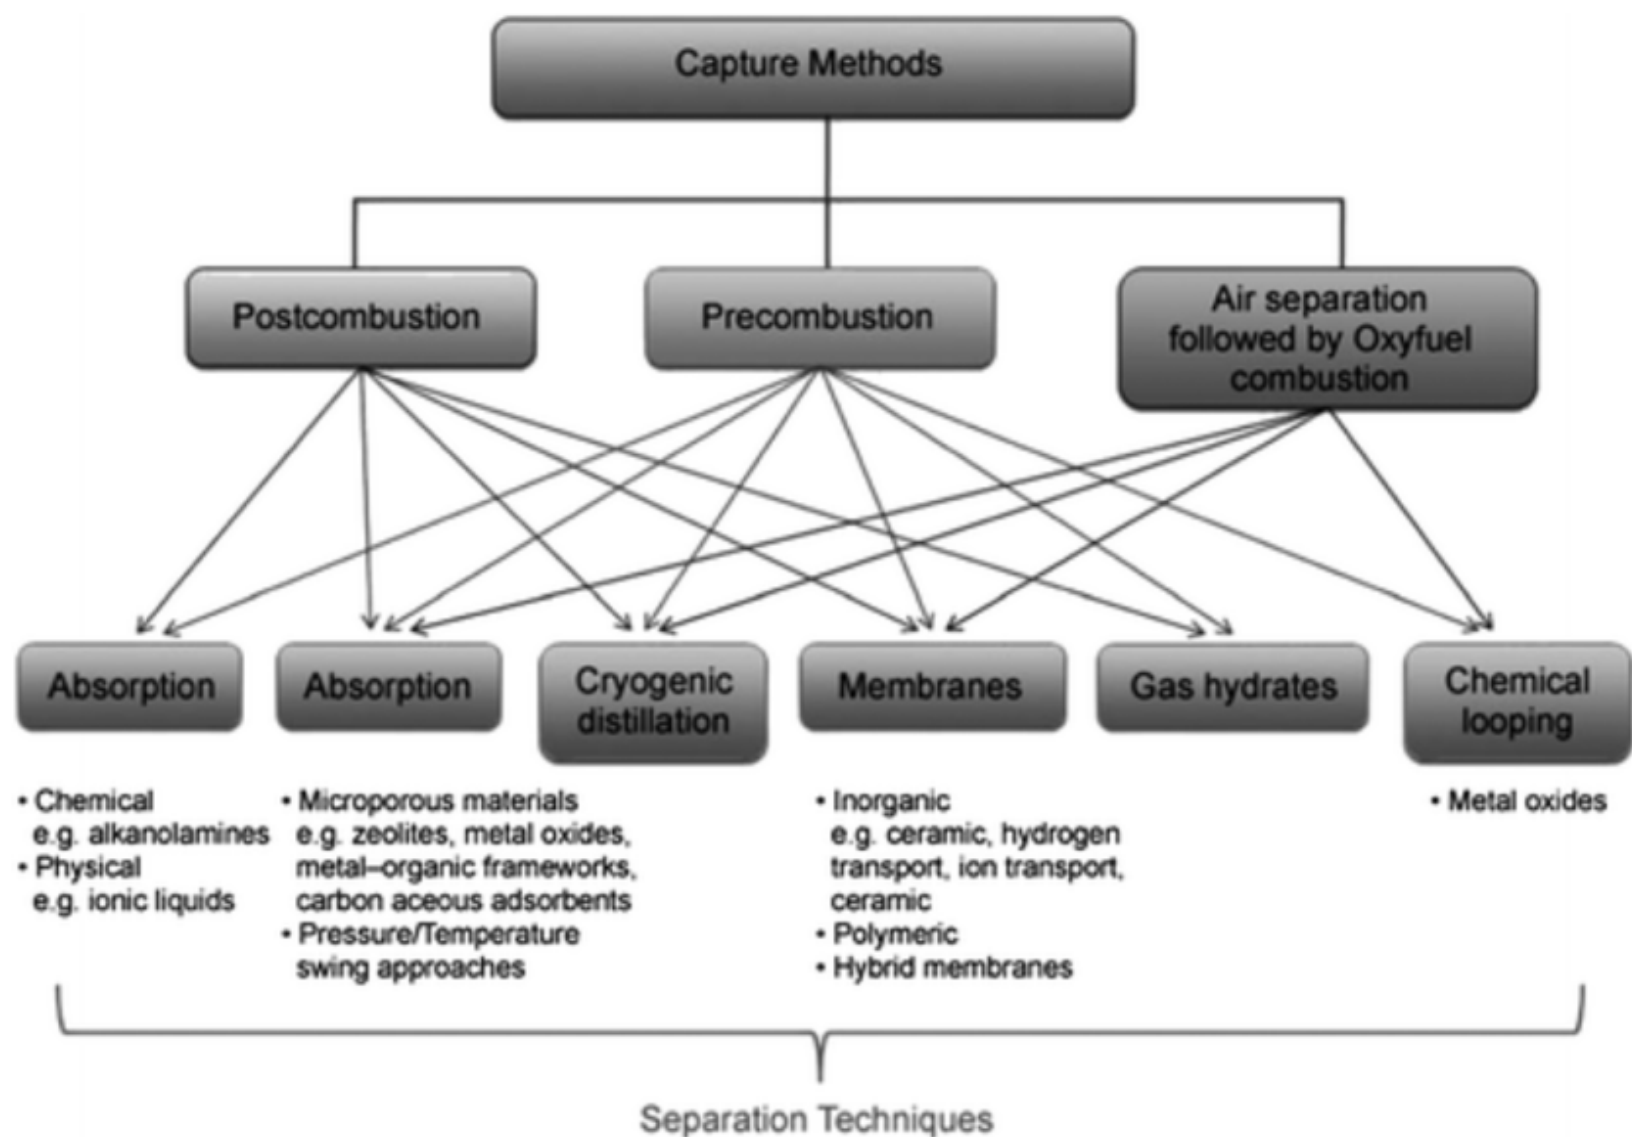 Capture Methods
Postcombustion
Precombustion
Air separation
followed by Oxyfuel
combustion
Absorption
Absorption
Cryogenic
distillation
Membranes
Gas hydrates
Chemical
looping
• Chemical
e.g. alkanolamines
• Physical
e.g. ionic liquids
• Microporous materials
e.g. zeolites, metal oxides,
metal–organic frameworks,
carbon aceous adsorbents
• Pressure/Temperature
swing approaches
• Inorganic
e.g. ceramic, hydrogen
transport, ion transport,
ceramic
• Polymeric
• Hybrid membranes
• Metal oxides
Separation Techniques